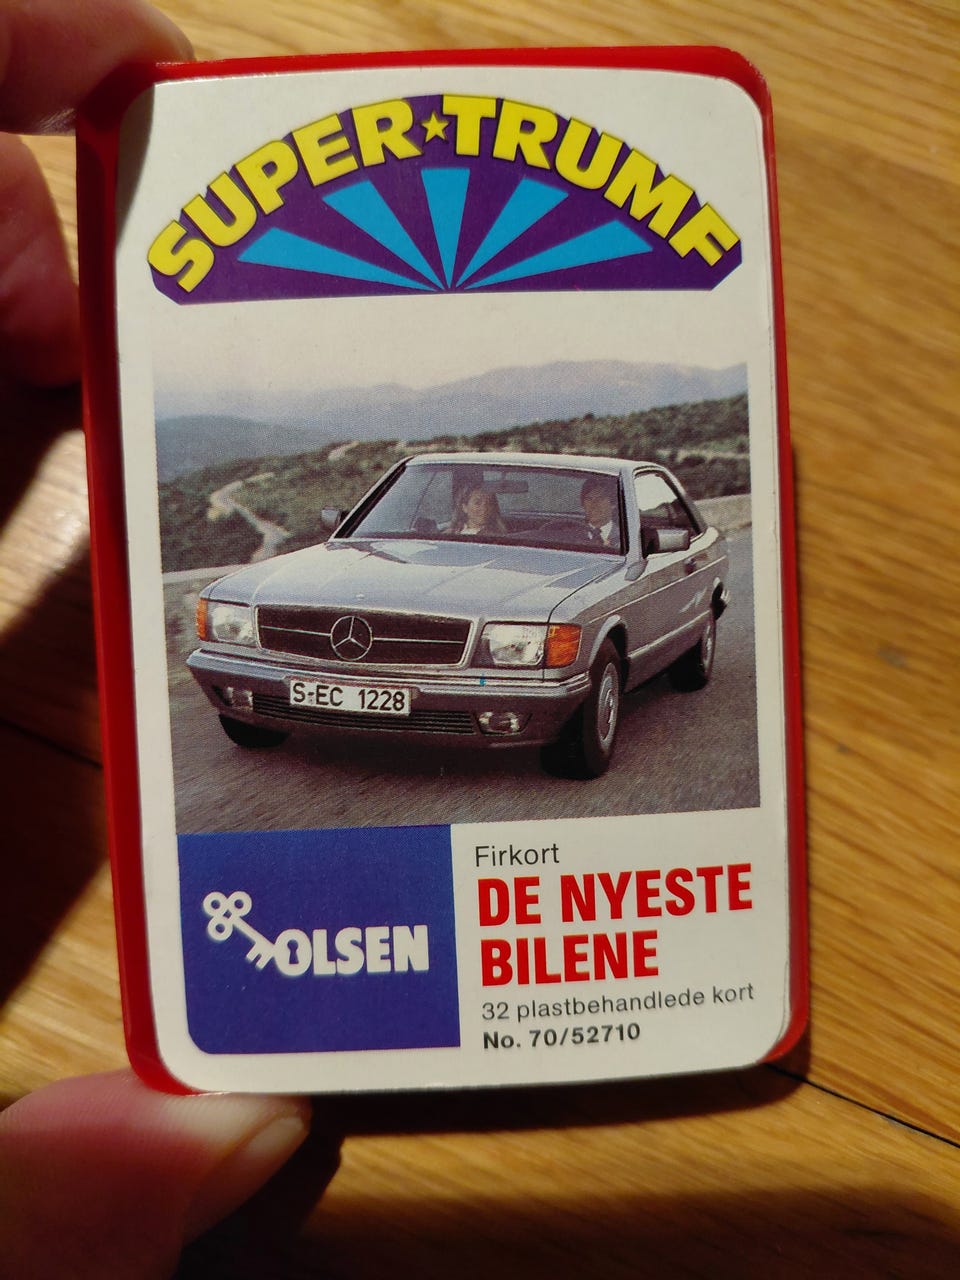 SUPER★TRUMF
S-EC 1228
OLSEN
Firkort
DE NYESTE
BILENE
32 plastbehandlede kort
No. 70/52710